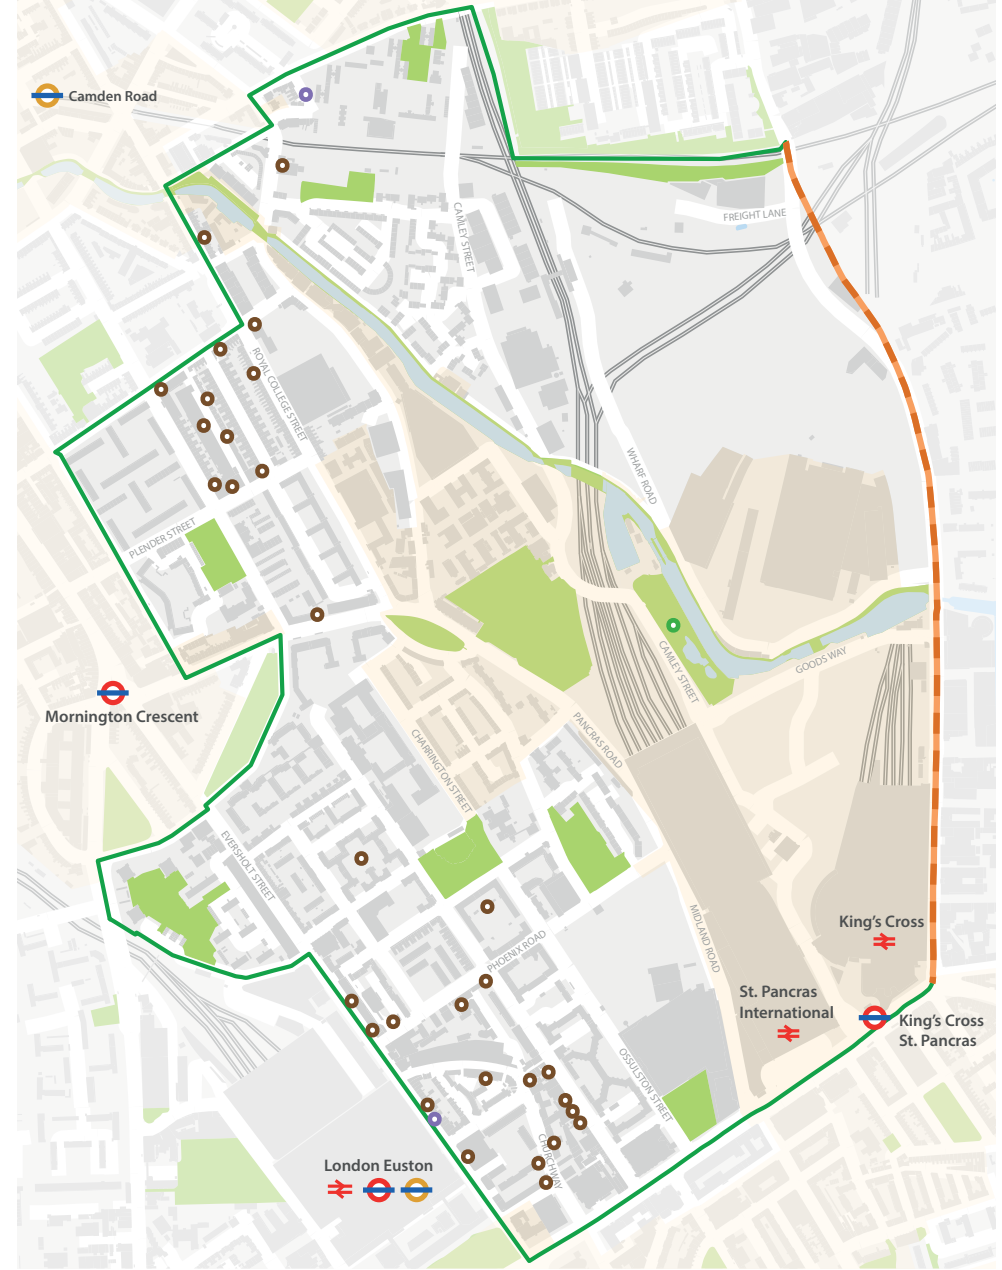 Camden Road
CAMLEY STREET
FREIGHT LANE
ROYAL COLLEGE STREET
WHARF ROAD
PLENDER STREET
CAMLEY STREET
GOODS WAY
Mornington Crescent
PANCRAS ROAD
CHARRINGTON STREET
EVERSHOLT STREET
MIDLAND ROAD
King's Cross
PHOENIX ROAD
St. Pancras
International
King's Cross
St. Pancras
OSSULSTON STREET
CHURCHWAY
London Euston